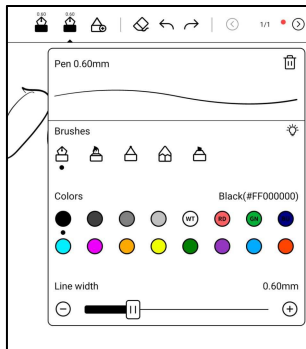 0.60 0.60 1/1
Pen 0.60mm
Brushes
Colors Black(#FF000000)
WT RD GN
Line width 0.60mm